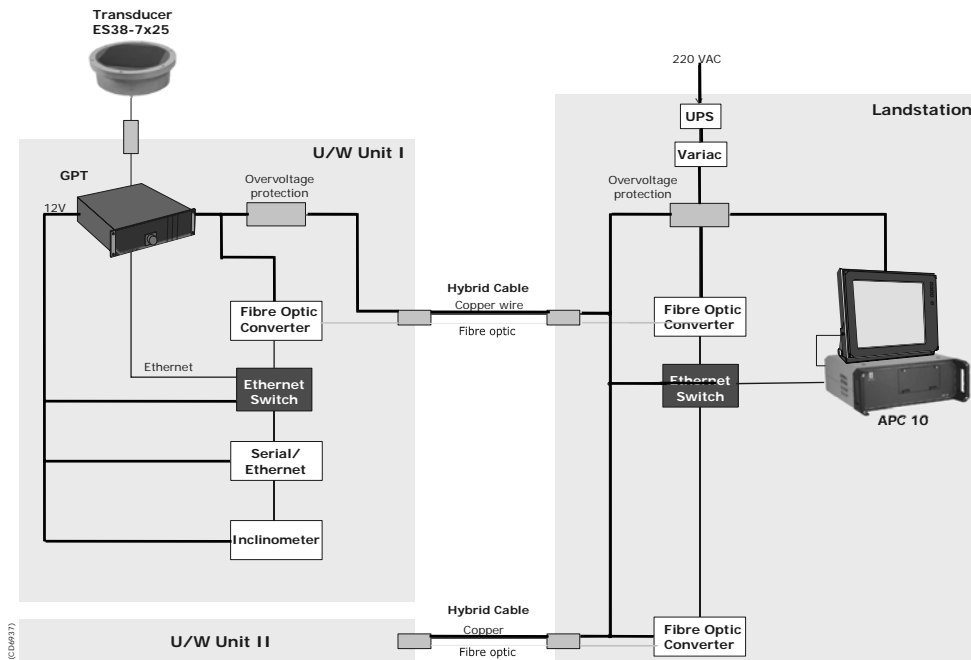 Transducer
ES38-7x25
220 VAC
Landstation
UPS
U/W Unit I
Variac
GPT
Overvoltage
protection
Overvoltage
protection
12V
Hybrid Cable
Copper wire
Fibre Optic
Converter
Fibre optic
Fibre Optic
Converter
Ethernet
Ethernet
Switch
Ethernet
Switch
APC 10
Serial/
Ethernet
Inclinometer
Hybrid Cable
Copper
Fibre optic
U/W Unit II
Fibre Optic
Converter
(CD6937)